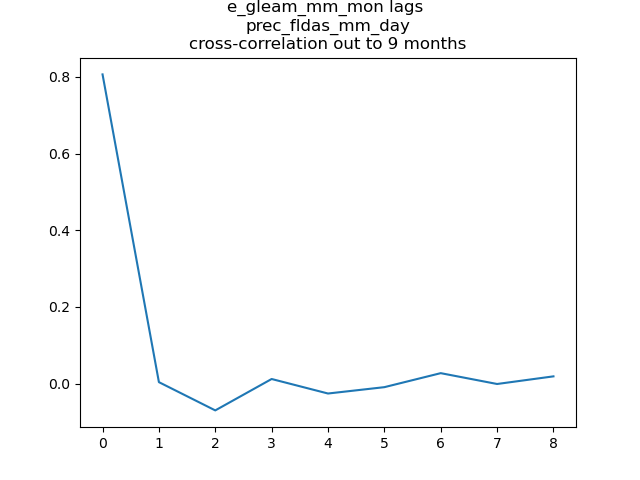 e_gleam_mm_mon lags
prec_fldas_mm_day
cross-correlation out to 9 months
0.8
0.6
0.4
0.2
0.0
0 1 2 3 4 5 6 7 8